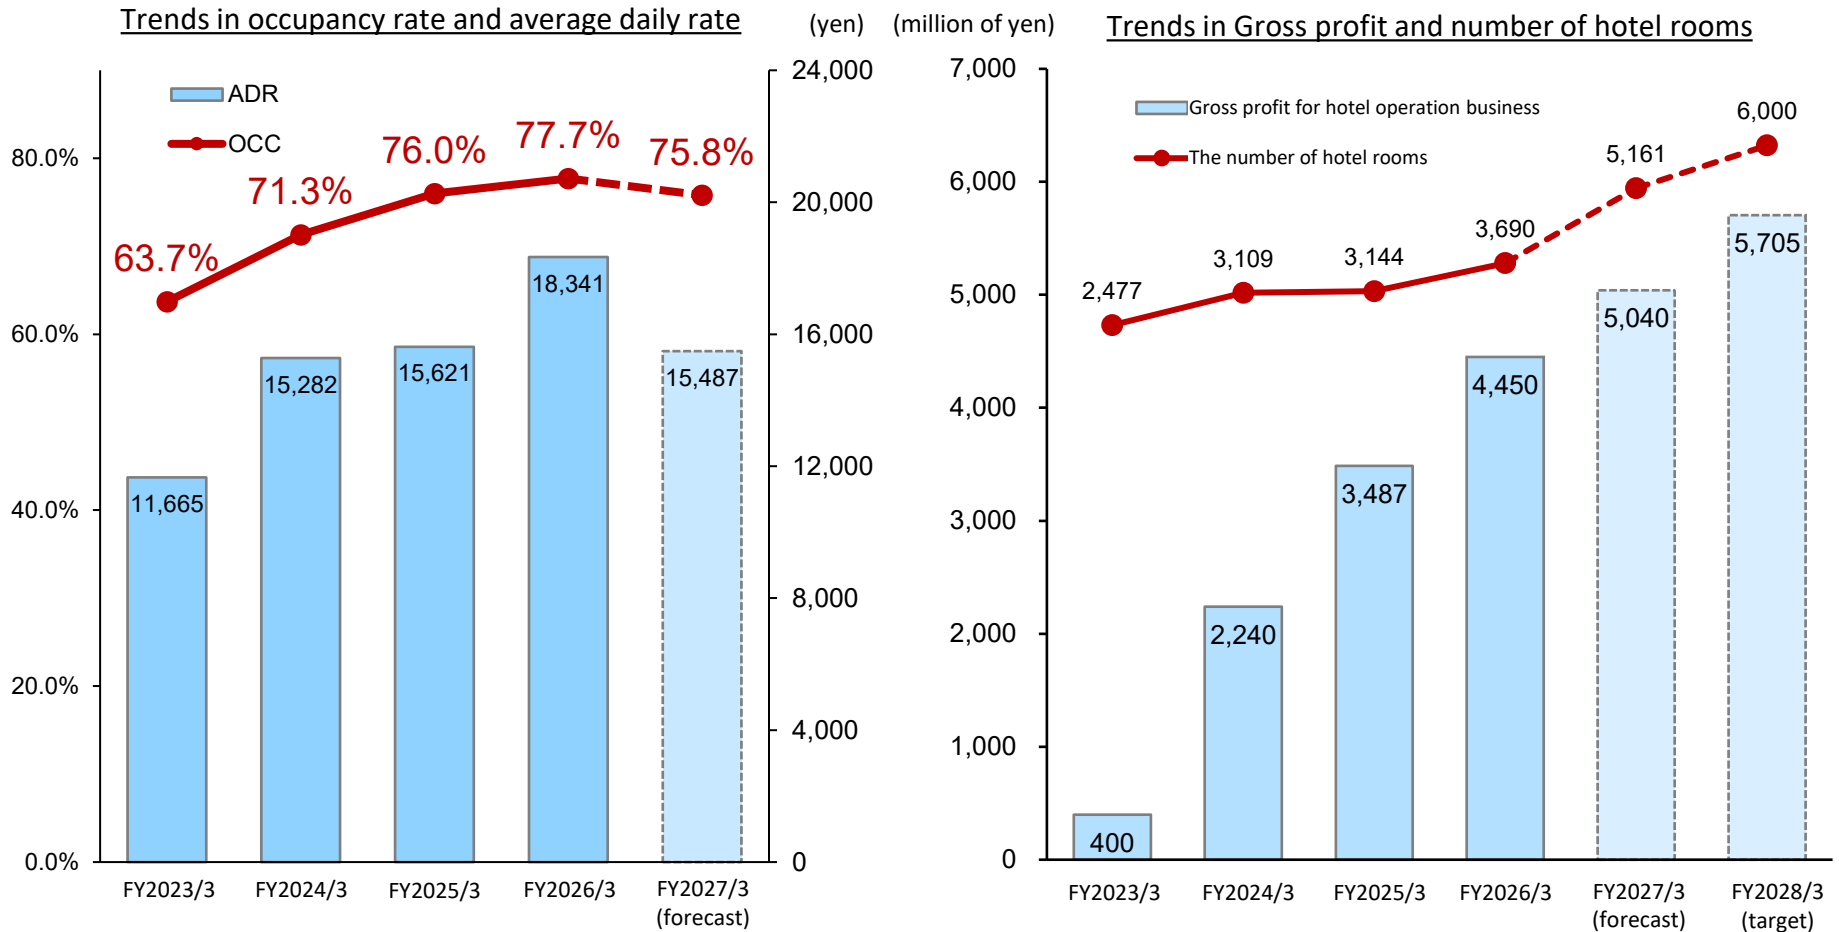 Trends in occupancy rate and average daily rate
(yen)
ADR
OCC
80.0%
60.0%
40.0%
20.0%
0.0%
24,000
20,000
16,000
12,000
8,000
4,000
0
63.7%
71.3%
76.0%
77.7%
75.8%
11,665
15,282
15,621
18,341
15,487
FY2023/3
FY2024/3
FY2025/3
FY2026/3
FY2027/3
(forecast)
(million of yen)
Trends in Gross profit and number of hotel rooms
Gross profit for hotel operation business
The number of hotel rooms
7,000
6,000
5,000
4,000
3,000
2,000
1,000
0
2,477
3,109
3,144
3,690
5,161
6,000
400
2,240
3,487
4,450
5,040
5,705
FY2023/3
FY2024/3
FY2025/3
FY2026/3
FY2027/3
(forecast)
FY2028/3
(target)